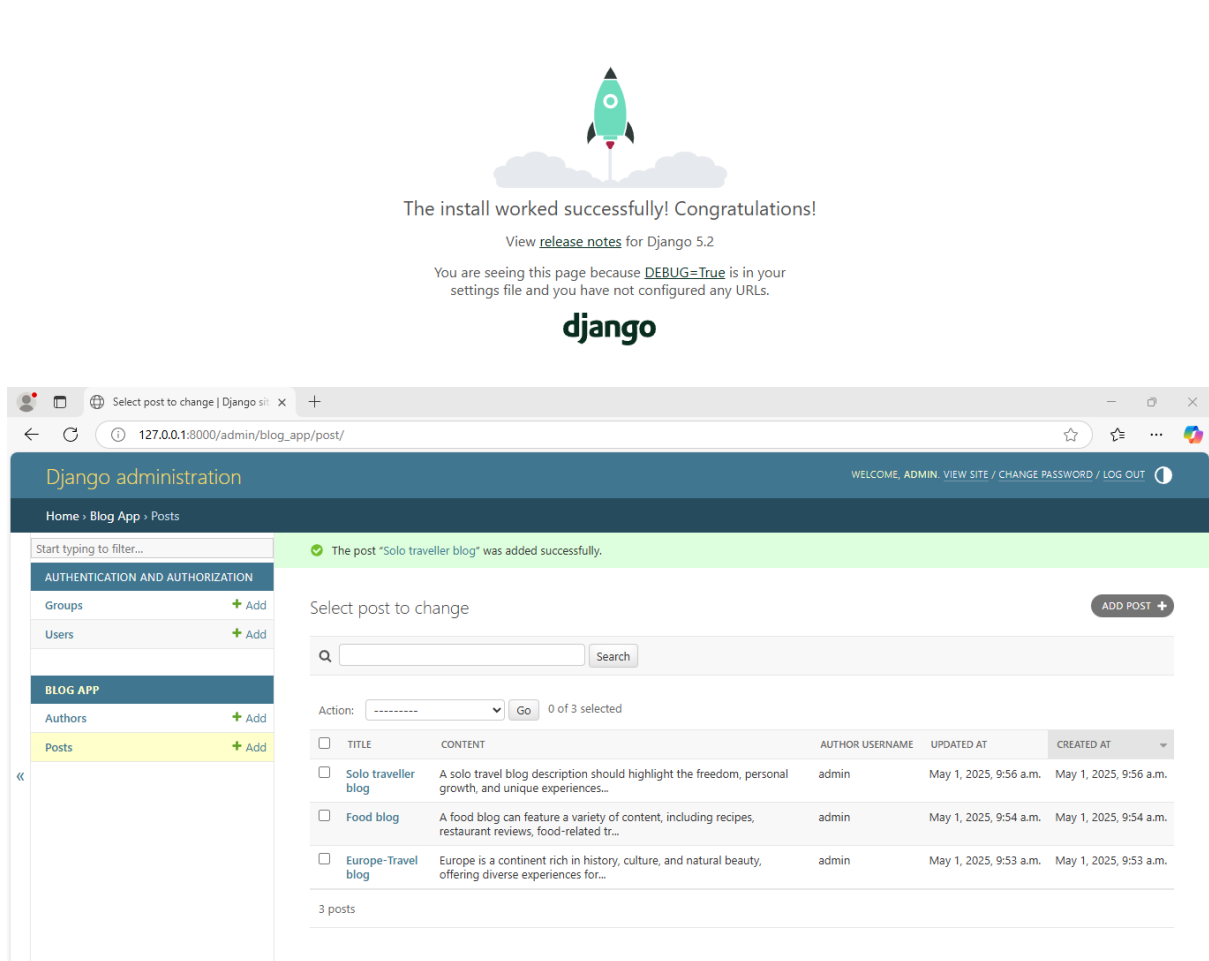 The install worked successfully! Congratulations!
View release notes for Django 5.2
You are seeing this page because DEBUG=True is in your
settings file and you have not configured any URLs.
django
Select post to change | Django sit
127.0.0.1:8000/admin/blog_app/post/
Django administration
WELCOME, ADMIN. VIEW SITE / CHANGE PASSWORD / LOG OUT
Home › Blog App › Posts
Start typing to filter...
The post “Solo traveller blog” was added successfully.
AUTHENTICATION AND AUTHORIZATION
Groups + Add
Users + Add
BLOG APP
Authors + Add
Posts + Add
«
Select post to change
ADD POST +
Search
Action: --------- Go 0 of 3 selected
TITLE CONTENT AUTHOR USERNAME UPDATED AT CREATED AT
Solo traveller A solo travel blog description should highlight the freedom, personal admin May 1, 2025, 9:56 a.m. May 1, 2025, 9:56 a.m.
blog growth, and unique experiences...
Food blog A food blog can feature a variety of content, including recipes, admin May 1, 2025, 9:54 a.m. May 1, 2025, 9:54 a.m.
restaurant reviews, food-related tr...
Europe-Travel Europe is a continent rich in history, culture, and natural beauty, admin May 1, 2025, 9:53 a.m. May 1, 2025, 9:53 a.m.
blog offering diverse experiences for...
3 posts